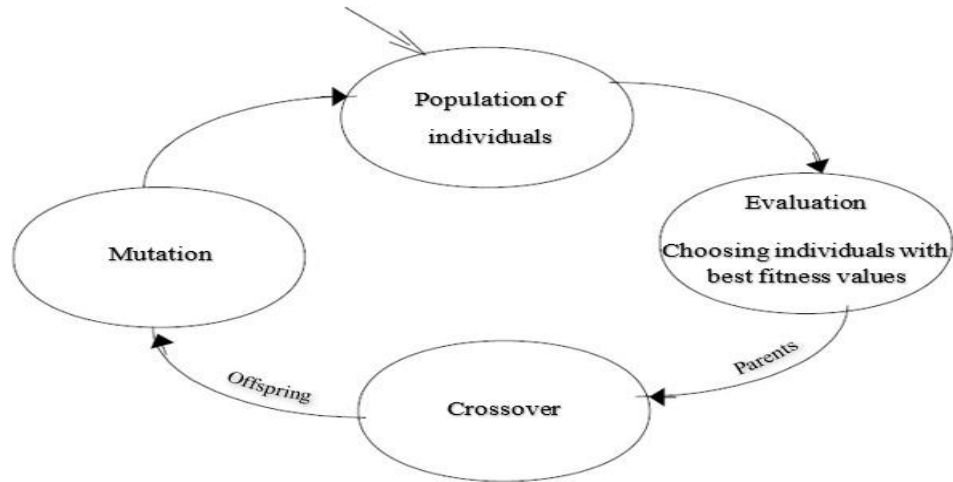 Population of
individuals
Evaluation
Choosing individuals with
best fitness values
Parents
Crossover
Offspring
Mutation